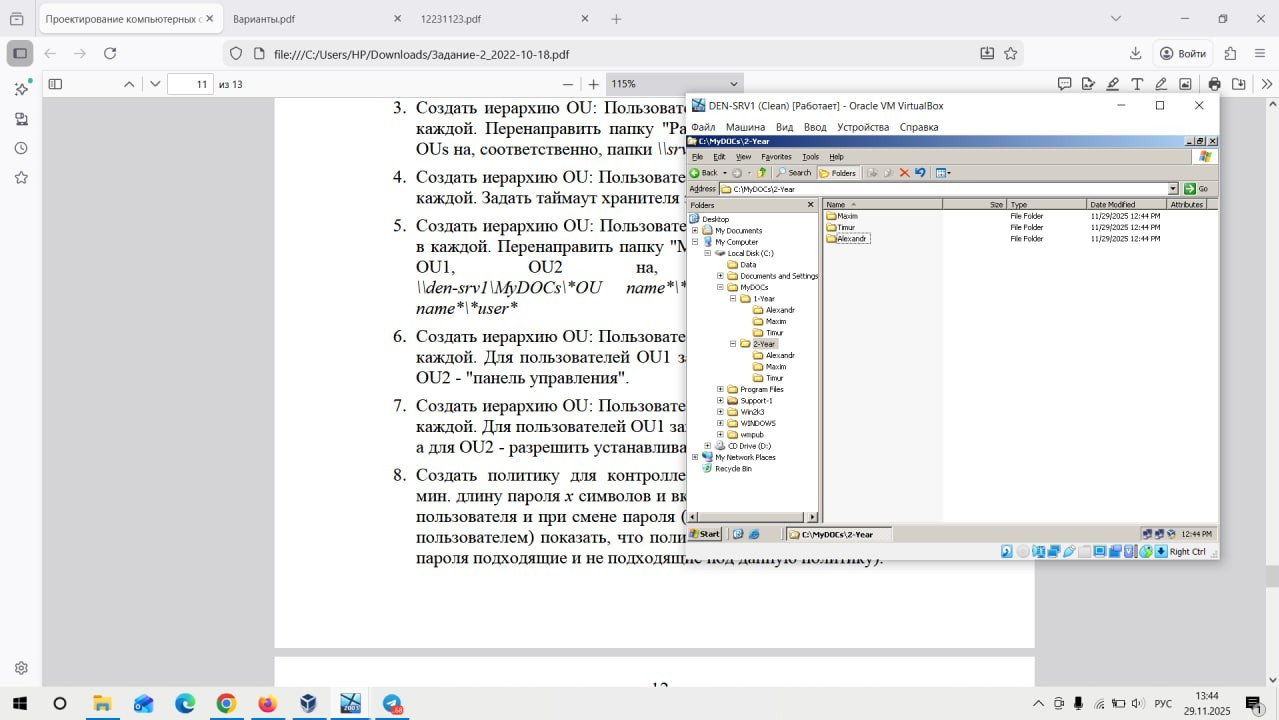 Проектирование компьютерных с
Варианты.pdf
12231123.pdf
file:///C:/Users/HP/Downloads/Задание-2_2022-10-18.pdf
Войти
11 из 13
115%
3. Создать иерархию OU: Пользовате
каждой. Перенаправить папку "Ра
OUs на, соответственно, папки \\srv
4. Создать иерархию OU: Пользовате
каждой. Задать таймаут хранителя
5. Создать иерархию OU: Пользовате
в каждой. Перенаправить папку "М
OU1, OU2 на,
\\den-srv1\MyDOCs\*OU name*\*
name*\*user*
6. Создать иерархию OU: Пользовате
каждой. Для пользователей OU1 за
OU2 - "панель управления".
7. Создать иерархию OU: Пользовате
каждой. Для пользователей OU1 за
а для OU2 - разрешить устанавлива
8. Создать политику для контролле
мин. длину пароля x символов и вк
пользователя и при смене пароля (
пользователем) показать, что поли
пароля подходящие и не подходящие под данную политику).
DEN-SRV1 (Clean) [Работает] - Oracle VM VirtualBox
Файл Машина Вид Ввод Устройства Справка
C:\MyDOCs\2-Year
File Edit View Favorites Tools Help
Back Search Folders
Address C:\MyDOCs\2-Year Go
Folders
Desktop
My Documents
My Computer
Local Disk (C:)
Data
Documents and Settings
MyDOCs
1-Year
Alexandr
Maxim
Timur
2-Year
Alexandr
Maxim
Timur
Program Files
Support-1
Win2k3
WINDOWS
wmpub
CD Drive (D:)
My Network Places
Recycle Bin
Name Size Type Date Modified Attributes
Maxim File Folder 11/29/2025 12:44 PM
Timur File Folder 11/29/2025 12:44 PM
Alexandr File Folder 11/29/2025 12:44 PM
Start C:\MyDOCs\2-Year 12:44 PM
Right Ctrl
РУС
13:44
29.11.2025